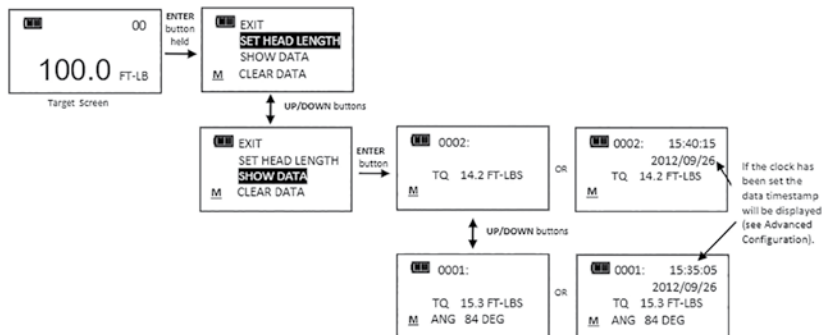 00
100.0 FT-LB
Target Screen
ENTER
button
held
EXIT
SET HEAD LENGTH
SHOW DATA
M CLEAR DATA
UP/DOWN buttons
EXIT
SET HEAD LENGTH
SHOW DATA
M CLEAR DATA
ENTER
button
0002:
TQ 14.2 FT-LBS
M
OR
0002: 15:40:15
2012/09/26
TQ 14.2 FT-LBS
M
If the clock has
been set the
data timestamp
will be displayed
(see Advanced
Configuration).
UP/DOWN buttons
0001:
TQ 15.3 FT-LBS
M ANG 84 DEG
OR
0001: 15:35:05
2012/09/26
TQ 15.3 FT-LBS
M ANG 84 DEG